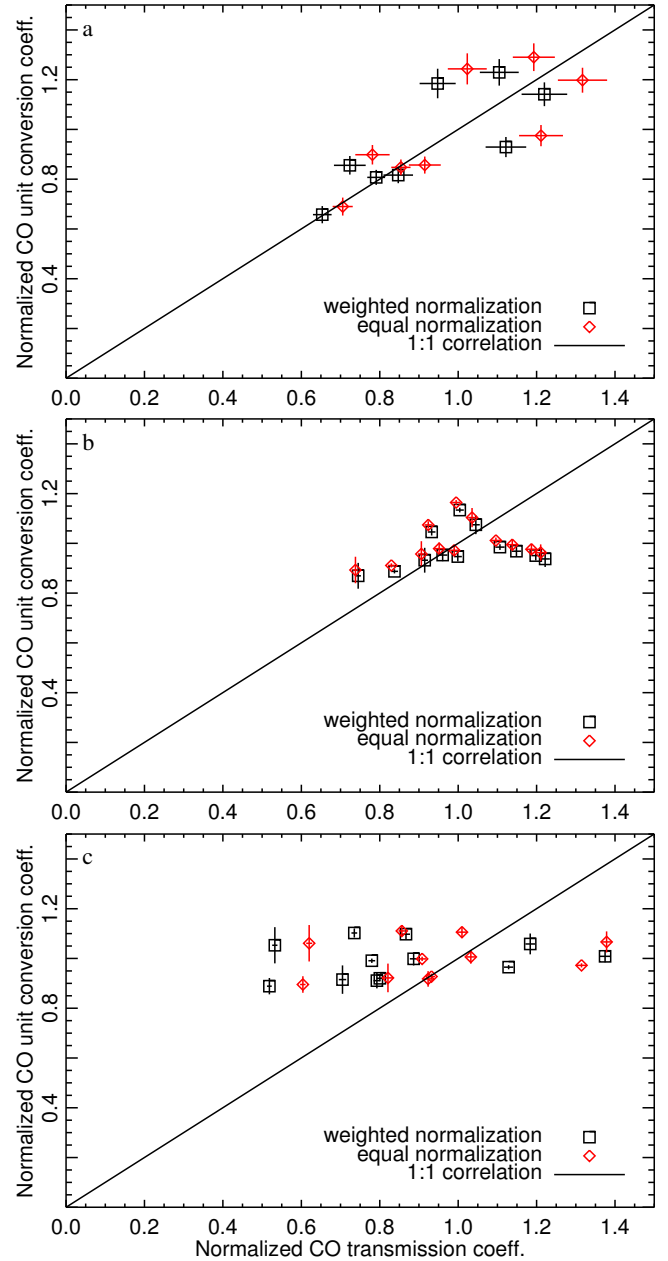 a
1.2
0.8
0.4
Normalized CO unit conversion coeff.
weighted normalization
equal normalization
1:1 correlation
0.0 0.2 0.4 0.6 0.8 1.0 1.2 1.4
b
1.2
0.8
0.4
Normalized CO unit conversion coeff.
weighted normalization
equal normalization
1:1 correlation
0.0 0.2 0.4 0.6 0.8 1.0 1.2 1.4
c
1.2
0.8
0.4
Normalized CO unit conversion coeff.
weighted normalization
equal normalization
1:1 correlation
0.0 0.2 0.4 0.6 0.8 1.0 1.2 1.4
Normalized CO transmission coeff.